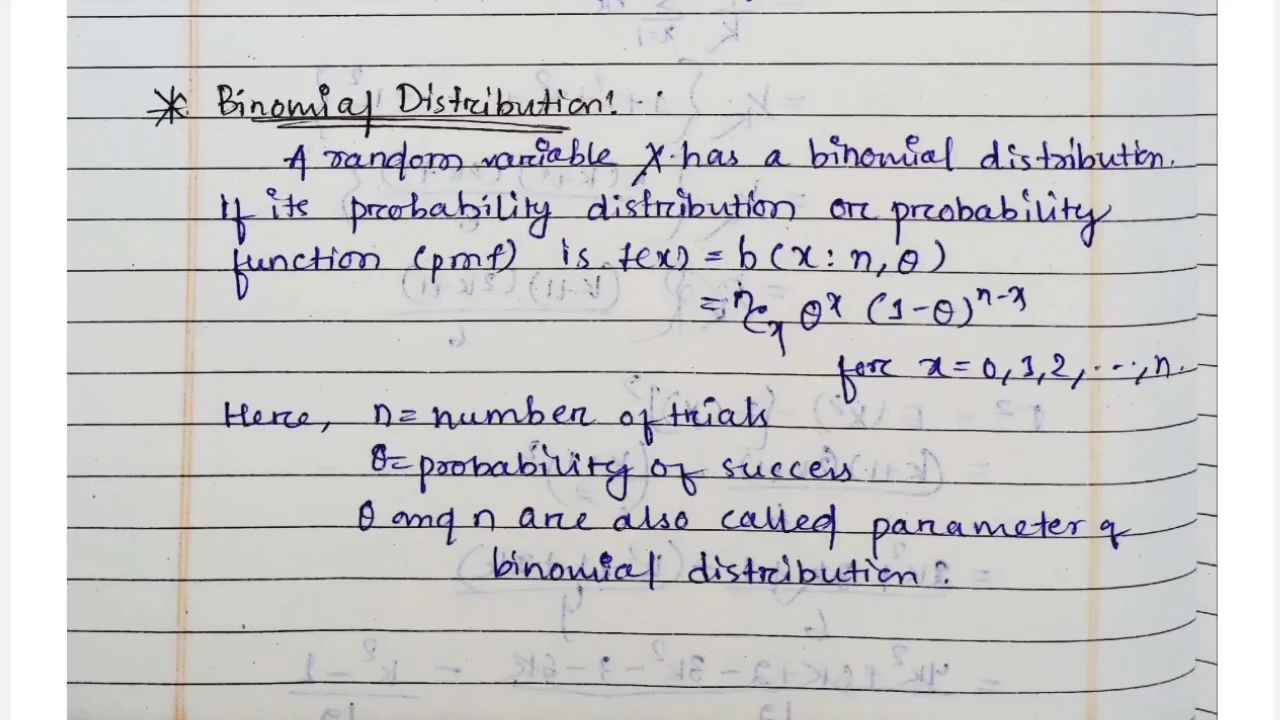 * Binomial Distribution: :
A random variable X has a binomial distribution.
If its probability distribution or probability
function (pmf) is f(x) = b(x: n, θ)
= ⁿCₓ θˣ (1-θ)ⁿ⁻ˣ
for x = 0, 1, 2, ..., n.
Here, n = number of trials
θ = probability of success
θ and n are also called parameter of
binomial distribution.